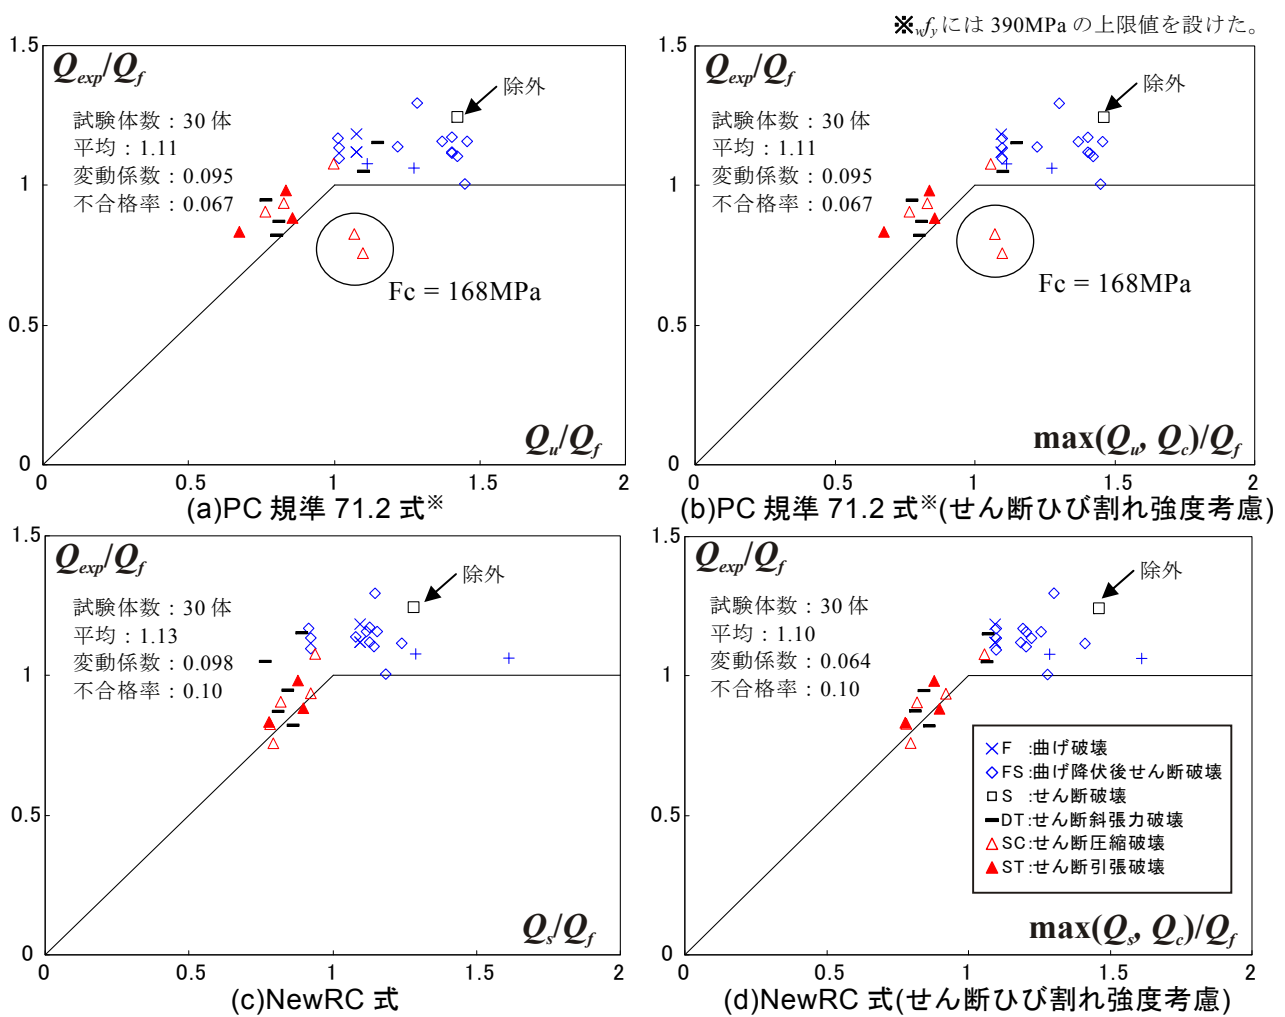 ※wfyには 390MPa の上限値を設けた。
1.5
Qexp/Qf
除外
試験体数：30 体
平均：1.11
変動係数：0.095
不合格率：0.067
1
Fc = 168MPa
0.5
Qu/Qf
0
0 1 1.5 2
(a)PC 規準 71.2 式※
1.5
Qexp/Qf
除外
試験体数：30 体
平均：1.11
変動係数：0.095
不合格率：0.067
1
Fc = 168MPa
0.5
max(Qu, Qc)/Qf
0
0 0.5 1 1.5 2
(b)PC 規準 71.2 式※(せん断ひび割れ強度考慮)
1.5
Qexp/Qf
除外
試験体数：30 体
平均：1.13
変動係数：0.098
不合格率：0.10
1
0.5
Qs/Qf
0
0 0.5 1 1.5 2
(c)NewRC 式
1.5
Qexp/Qf
除外
試験体数：30 体
平均：1.10
変動係数：0.064
不合格率：0.10
1
F :曲げ破壊
FS:曲げ降伏後せん断破壊
S :せん断破壊
DT:せん断斜張力破壊
SC:せん断圧縮破壊
ST:せん断引張破壊
0.5
max(Qs, Qc)/Qf
0
0 0.5 1 1.5 2
(d)NewRC 式(せん断ひび割れ強度考慮)